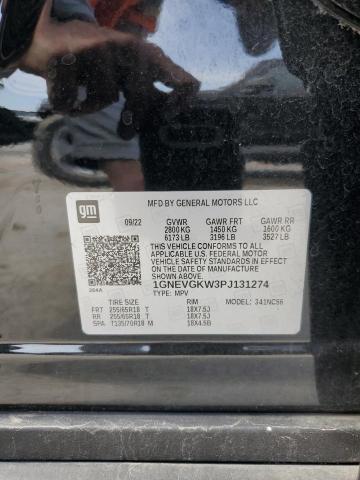 MFD BY GENERAL MOTORS LLC
gm
09/22 GVWR GAWR FRT GAWR RR
2800 KG 1450 KG 1600 KG
6173 LB 3196 LB 3527 LB
THIS VEHICLE CONFORMS TO ALL
APPLICABLE U.S. FEDERAL MOTOR
VEHICLE SAFETY STANDARDS IN
EFFECT ON THE DATE OF
MANUFACTURE SHOWN ABOVE.
1GNEVGKW3PJ131274
TYPE: MPV
TIRE SIZE RIM MODEL: 341NC56
FRT 255/65R18 T 18X7.5J
RR 255/65R18 T 18X7.5J
SPA T135/70R18 M 18X4.5B